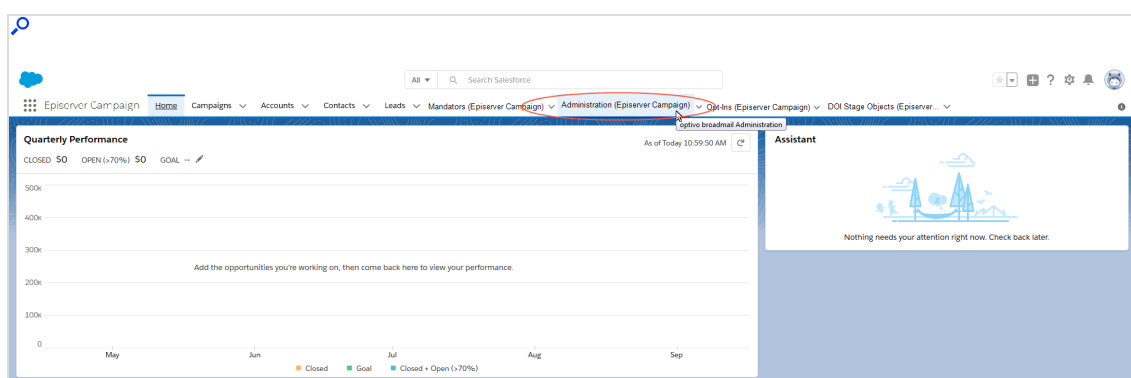 All Search Salesforce
Episerver Campaign Home Campaigns Accounts Contacts Leads Mandators (Episerver Campaign) Administration (Episerver Campaign) Opt-Ins (Episerver Campaign) DOI Stage Objects (Episerver...
optivo broadmail Administration
Quarterly Performance
As of Today 10:59:50 AM
CLOSED $0 OPEN (>70%) $0 GOAL --
500K
400K
300K
200K
100K
0
Add the opportunities you're working on, then come back here to view your performance.
May Jun Jul Aug Sep
Closed Goal Closed + Open (>70%)
Assistant
Nothing needs your attention right now. Check back later.